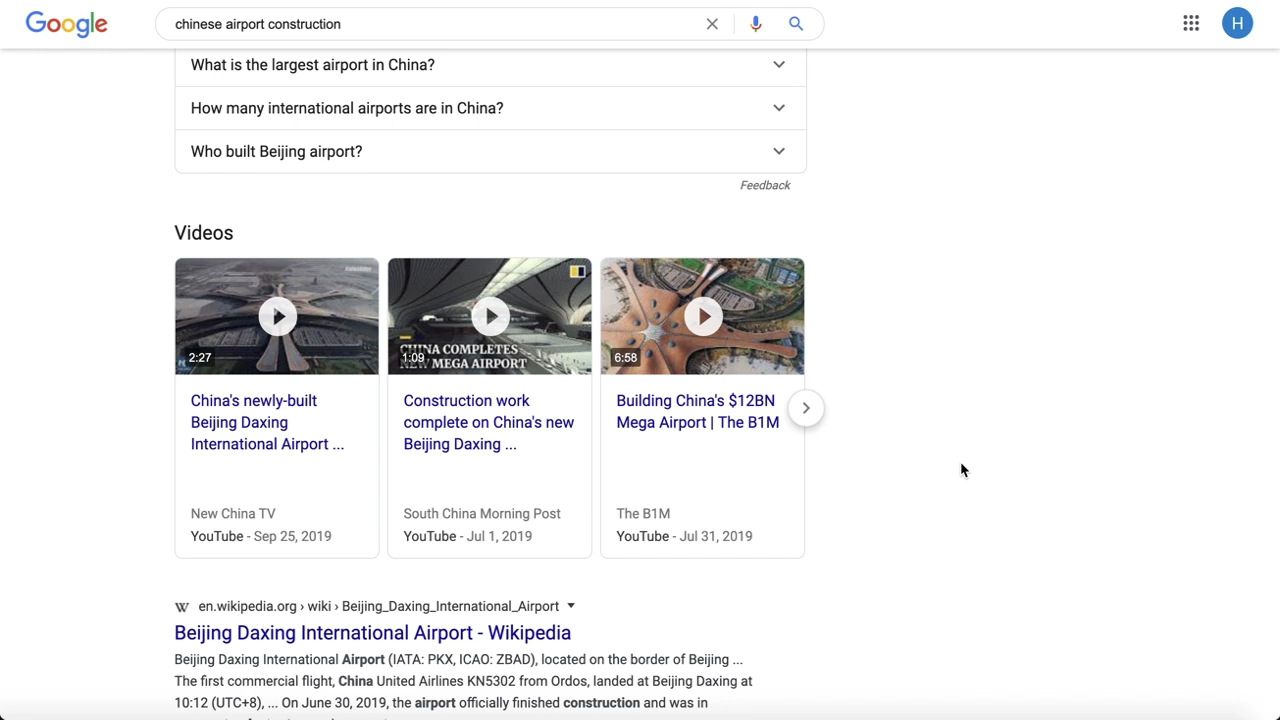 Google
chinese airport construction
H
What is the largest airport in China?
How many international airports are in China?
Who built Beijing airport?
Feedback
Videos
2:27
China's newly-built
Beijing Daxing
International Airport ...
New China TV
YouTube - Sep 25, 2019
CHINA COMPLETES
NEW MEGA AIRPORT
1:09
Construction work
complete on China's new
Beijing Daxing ...
South China Morning Post
YouTube - Jul 1, 2019
6:58
Building China's $12BN
Mega Airport | The B1M
The B1M
YouTube - Jul 31, 2019
W en.wikipedia.org › wiki › Beijing_Daxing_International_Airport
Beijing Daxing International Airport - Wikipedia
Beijing Daxing International Airport (IATA: PKX, ICAO: ZBAD), located on the border of Beijing ...
The first commercial flight, China United Airlines KN5302 from Ordos, landed at Beijing Daxing at
10:12 (UTC+8), ... On June 30, 2019, the airport officially finished construction and was in